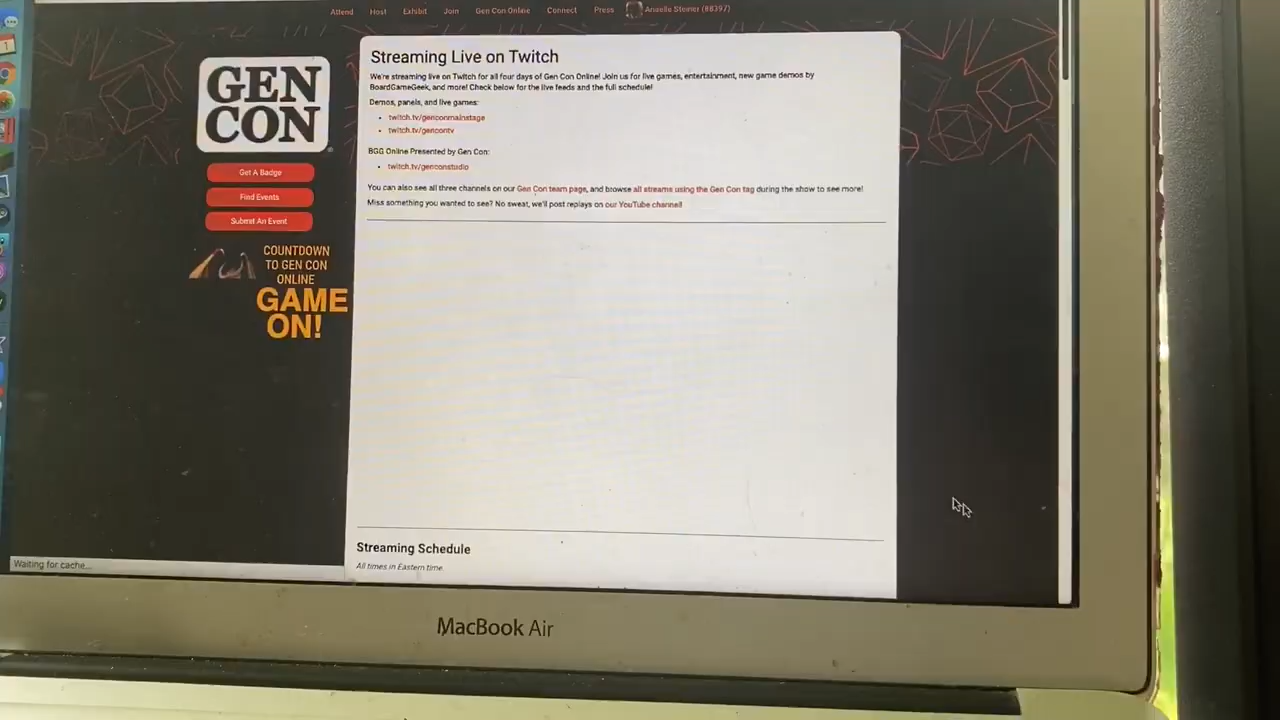 Attend Host Exhibit Join Gen Con Online Connect Press Anzella Steiner (88397)
GEN
CON
Get A Badge
Find Events
Submit An Event
COUNTDOWN
TO GEN CON
ONLINE
GAME
ON!
Streaming Live on Twitch
We're streaming live on Twitch for all four days of Gen Con Online! Join us for live games, entertainment, new game demos by
BoardGameGeek, and more! Check below for the live feeds and the full schedule!
Demos, panels, and live games:
• twitch.tv/genconmainstage
• twitch.tv/gencontv
BGG Online Presented by Gen Con:
• twitch.tv/genconstudio
You can also see all three channels on our Gen Con team page, and browse all streams using the Gen Con tag during the show to see more!
Miss something you wanted to see? No sweat, we'll post replays on our YouTube channel!
Streaming Schedule
All times in Eastern time
Waiting for cache...
MacBook Air